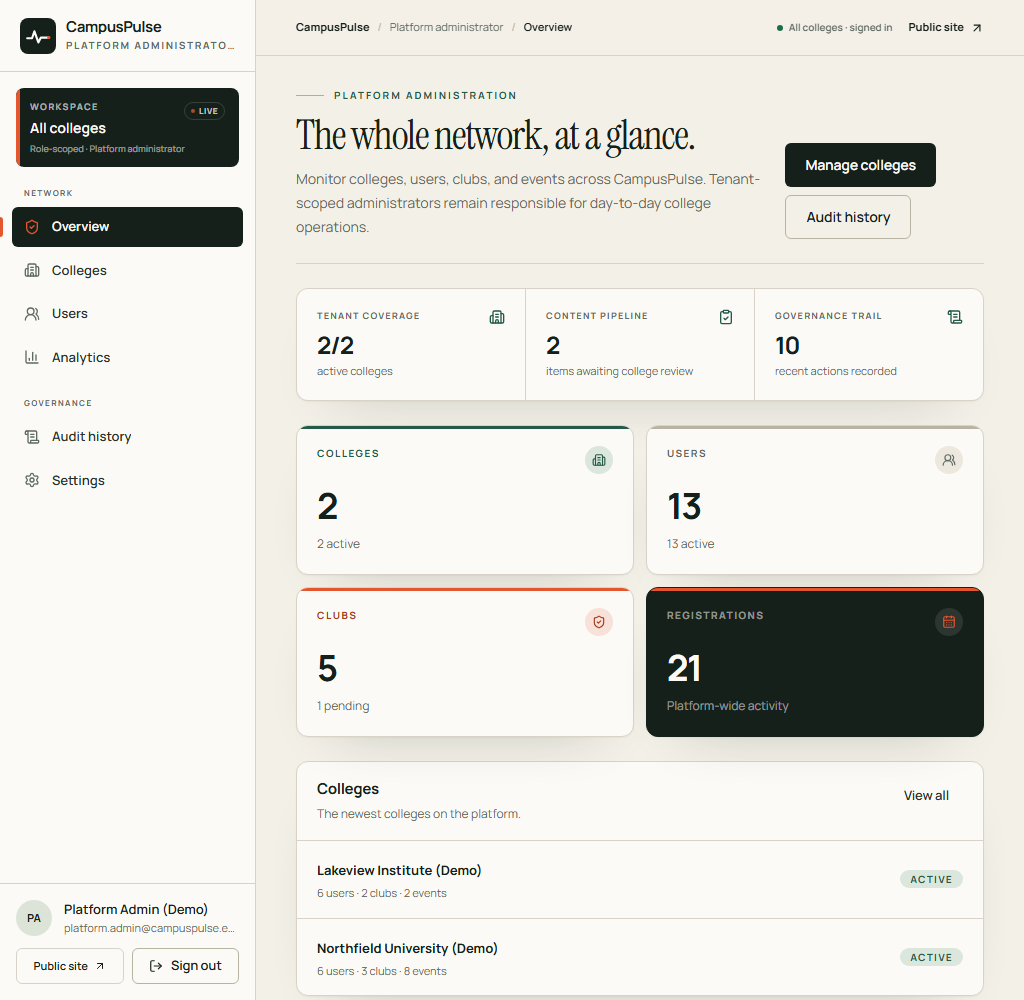 CampusPulse
PLATFORM ADMINISTRATO…
WORKSPACE
LIVE
All colleges
Role-scoped · Platform administrator
NETWORK
Overview
Colleges
Users
Analytics
GOVERNANCE
Audit history
Settings
PA
Platform Admin (Demo)
platform.admin@campuspulse.e…
Public site
Sign out
CampusPulse / Platform administrator / Overview
All colleges · signed in
Public site
PLATFORM ADMINISTRATION
The whole network, at a glance.
Monitor colleges, users, clubs, and events across CampusPulse. Tenant-
scoped administrators remain responsible for day-to-day college
operations.
Manage colleges
Audit history
TENANT COVERAGE
2/2
active colleges
CONTENT PIPELINE
2
items awaiting college review
GOVERNANCE TRAIL
10
recent actions recorded
COLLEGES
2
2 active
USERS
13
13 active
CLUBS
5
1 pending
REGISTRATIONS
21
Platform-wide activity
Colleges
The newest colleges on the platform.
View all
Lakeview Institute (Demo)
6 users · 2 clubs · 2 events
ACTIVE
Northfield University (Demo)
6 users · 3 clubs · 8 events
ACTIVE